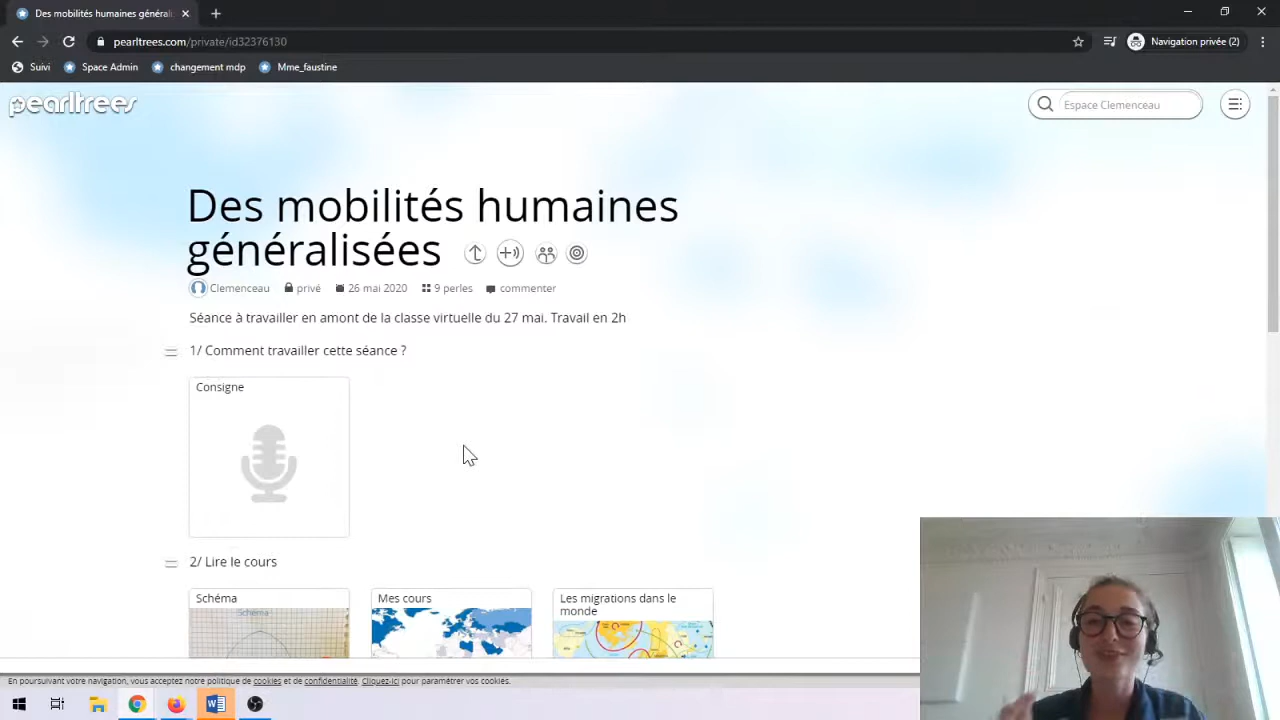 Des mobilités humaines générali
pearltrees.com/private/id32376130
Navigation privée (2)
Suivi
Space Admin
changement mdp
Mme_faustine
pearltrees
Espace Clemenceau
Des mobilités humaines
généralisées
Clemenceau
privé
26 mai 2020
9 perles
commenter
Séance à travailler en amont de la classe virtuelle du 27 mai. Travail en 2h
1/ Comment travailler cette séance ?
Consigne
2/ Lire le cours
Schéma
Mes cours
Les migrations dans le
monde
Schéma
En poursuivant votre navigation, vous acceptez notre politique de cookies et de confidentialité. Cliquez-ici pour paramétrer vos cookies.